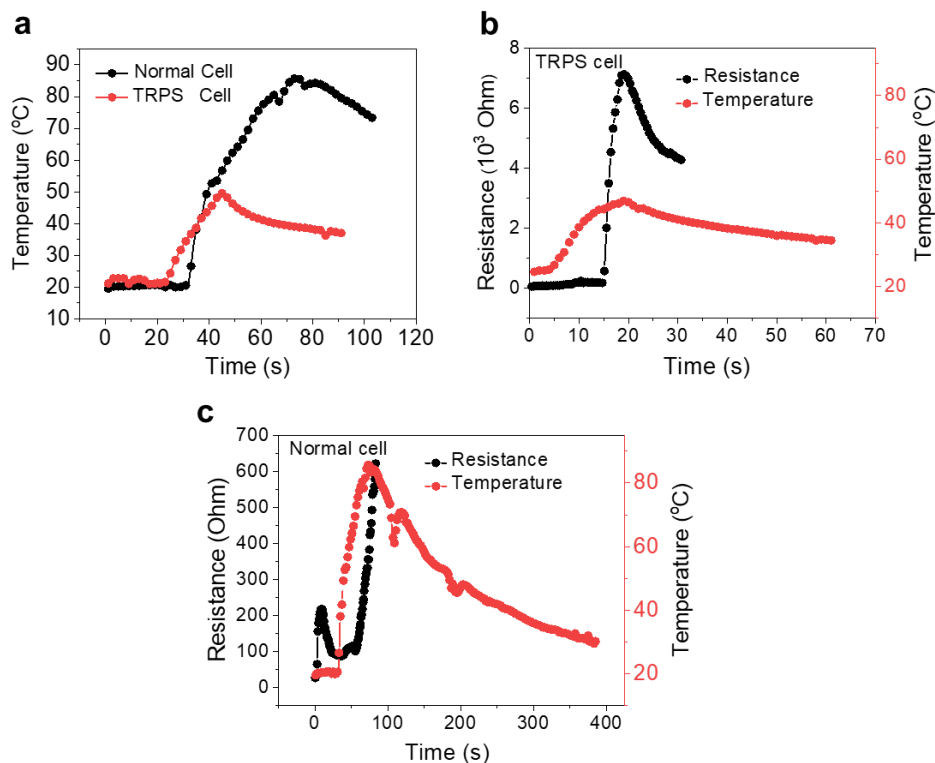 a
Temperature (ºC)
90
80
70
60
50
40
30
20
10
0
20
40
60
80
100
120
Time (s)
Normal Cell
TRPS Cell
b
TRPS cell
Resistance
Temperature
Resistance (10³ Ohm)
8
6
4
2
0
0
10
20
30
40
50
60
70
Time (s)
80
60
40
20
Temperature (ºC)
c
Normal cell
Resistance
Temperature
Resistance (Ohm)
700
600
500
400
300
200
100
0
0
100
200
300
400
Time (s)
80
60
40
20
Temperature (ºC)